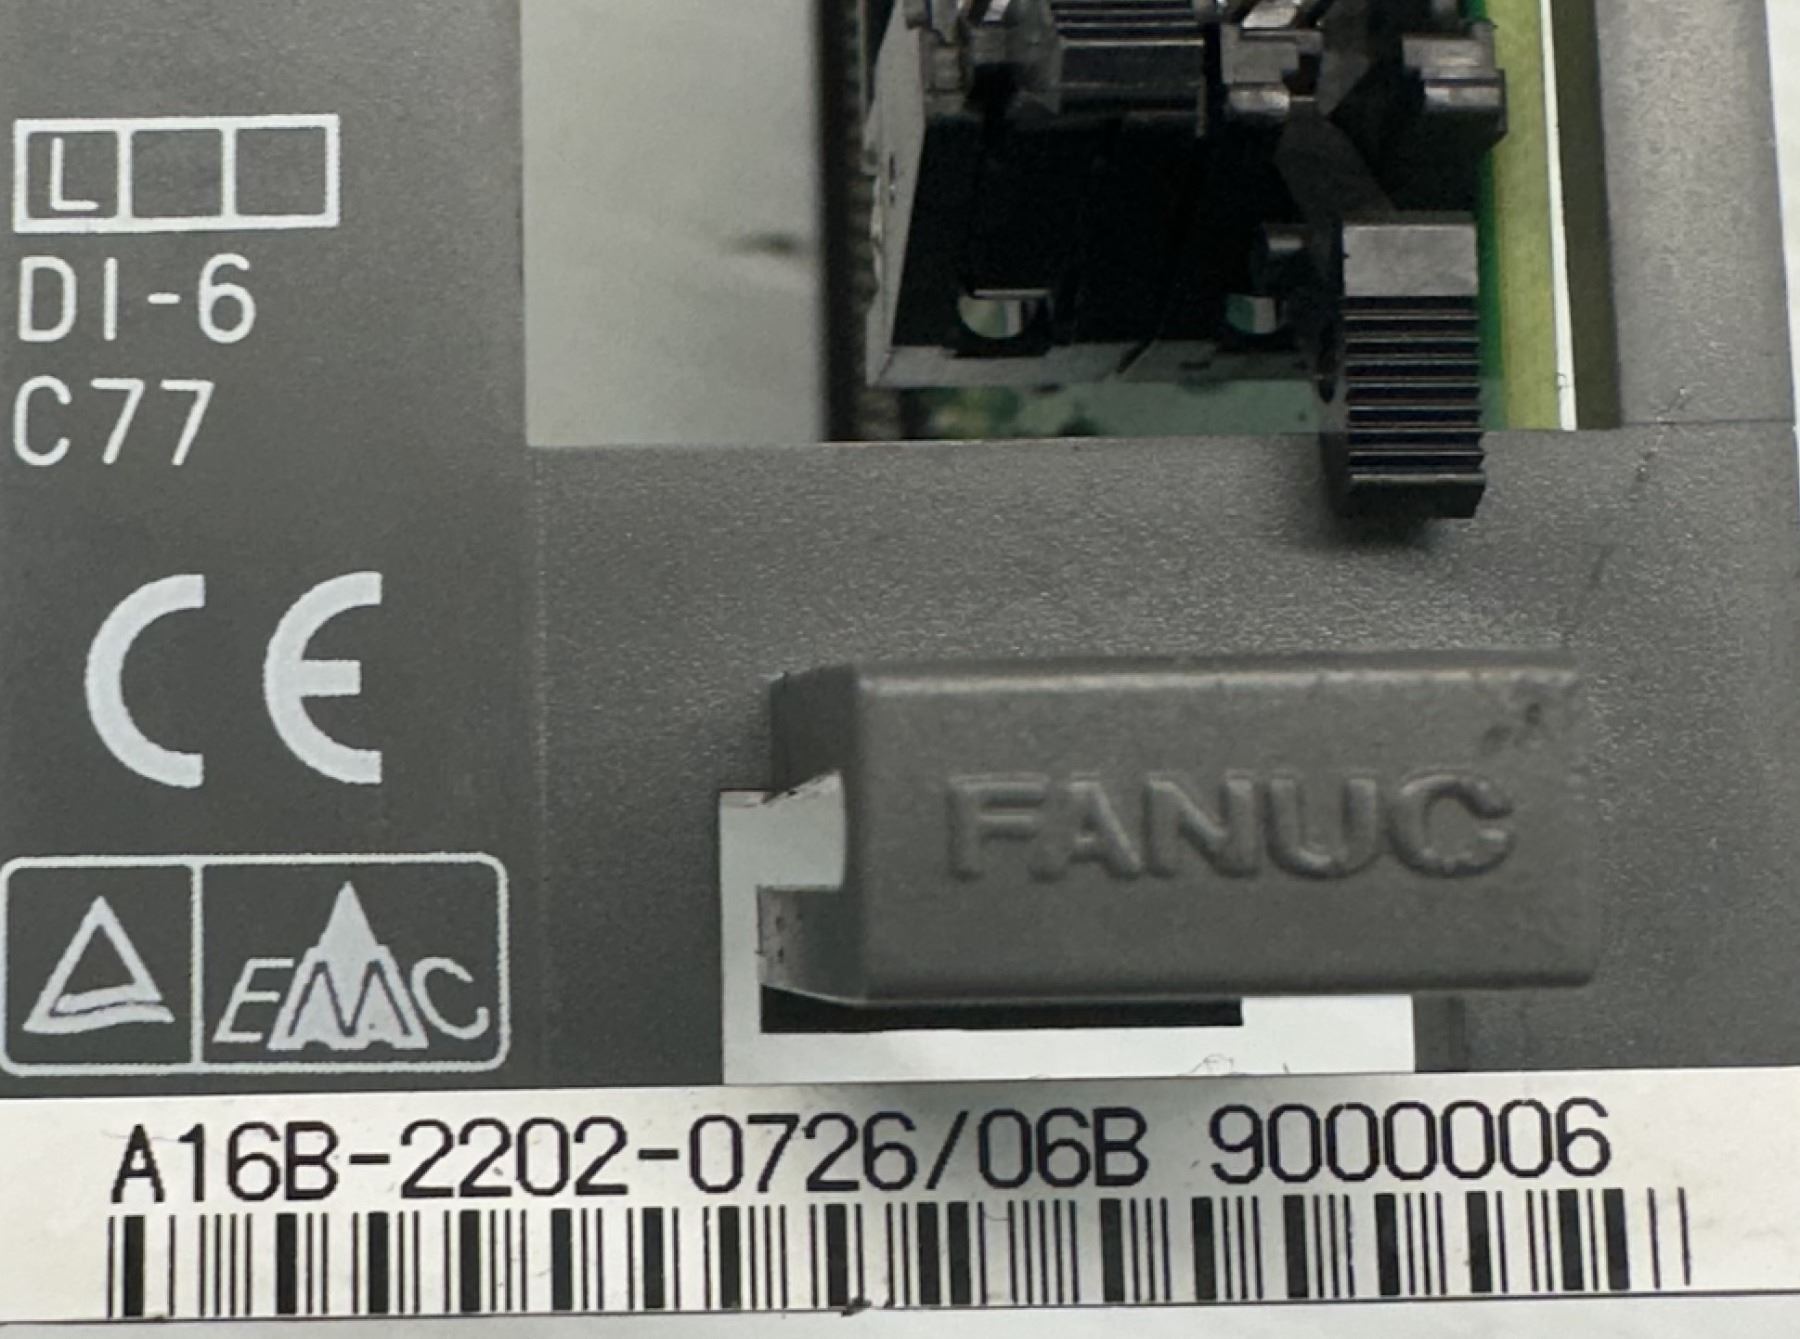 L
DI-6
C77
CE
EMC
FANUC
A16B-2202-0726/06B 9000006